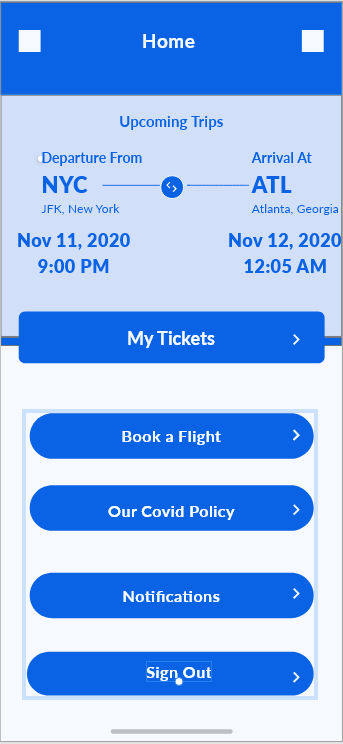 Home
Upcoming Trips
Departure From
Arrival At
NYC
ATL
JFK, New York
Atlanta, Georgia
Nov 11, 2020
Nov 12, 2020
9:00 PM
12:05 AM
My Tickets
Book a Flight
Our Covid Policy
Notifications
Sign Out